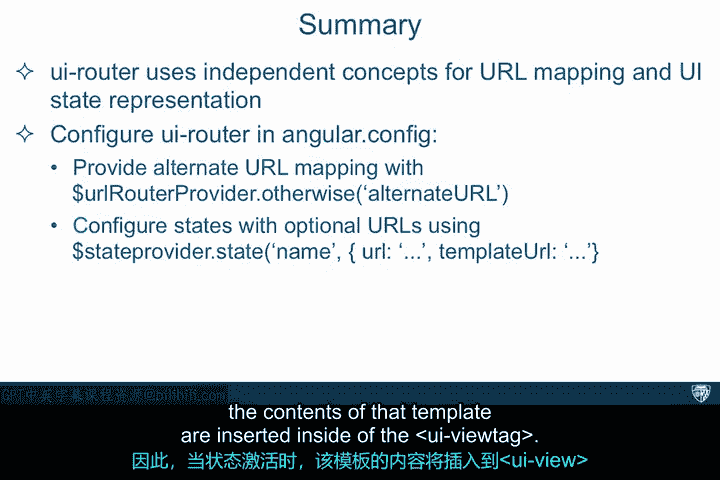 Summary
ui-router uses independent concepts for URL mapping and UI
state representation
Configure ui-router in angular.config:
Provide alternate URL mapping with
$urlRouterProvider.otherwise(‘alternateURL’)
Configure states with optional URLs using
$stateprovider.state(‘name’, { url: ‘...’, templateUrl: ‘...’}
the contents of that template
are inserted inside of the <ui-viewtag>.
因此，当状态激活时，该模板的内容将插入到<ui-view>